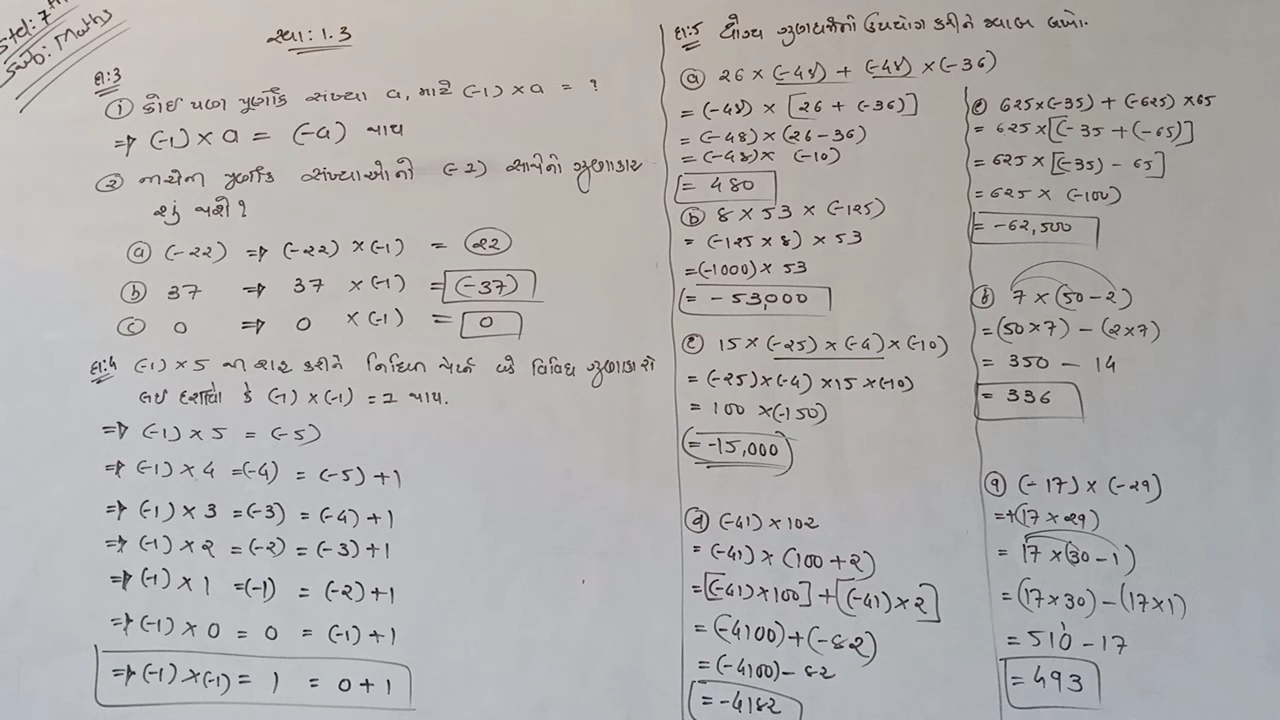 Std: 7th
Sub: Maths
સ્વા: 1.3
દા:3
① કોઈ પણ પૂર્ણાંક સંખ્યા a, માટે (-1) × a = ?
⇒ (-1) × a = (-a) થાય
② નીચેના પૂર્ણાંક સંખ્યાઓનો (-1) સાથેનો ગુણાકાર
શું થશે?
ⓐ (-22) ⇒ (-22) × (-1) = 22
ⓑ 37 ⇒ 37 × (-1) = (-37)
ⓒ 0 ⇒ 0 × (-1) = 0
દા:4 (-1) × 5 થી શરૂ કરીને નિશ્ચિત પેટર્ન વડે વિવિધ ગુણાકારો
લઈ દર્શાવો કે (-1) × (-1) = 1 થાય.
⇒ (-1) × 5 = (-5)
⇒ (-1) × 4 = (-4) = (-5) + 1
⇒ (-1) × 3 = (-3) = (-4) + 1
⇒ (-1) × 2 = (-2) = (-3) + 1
⇒ (-1) × 1 = (-1) = (-2) + 1
⇒ (-1) × 0 = 0 = (-1) + 1
⇒ (-1) × (-1) = 1 = 0 + 1
દા:5 યોગ્ય ગુણધર્મનો ઉપયોગ કરીને જવાબ લખો.
ⓐ 26 × (-48) + (-48) × (-36)
= (-48) × [26 + (-36)]
= (-48) × (26 - 36)
= (-48) × (-10)
= 480
ⓑ 8 × 53 × (-125)
= (-125 × 8) × 53
= (-1000) × 53
= -53,000
ⓒ 15 × (-25) × (-4) × (-10)
= (-25) × (-4) × 15 × (-10)
= 100 × (-150)
= -15,000
ⓓ (-41) × 102
= (-41) × (100 + 2)
= [(-41) × 100] + [(-41) × 2]
= (-4100) + (-82)
= (-4100) - 82
= -4182
ⓔ 625 × (-35) + (-625) × 65
= 625 × [(-35 + (-65)]
= 625 × [(-35) - 65]
= 625 × (-100)
= -62,500
ⓕ 7 × (50 - 2)
= (50 × 7) - (2 × 7)
= 350 - 14
= 336
ⓖ (-17) × (-29)
= +(17 × 29)
= 17 × (30 - 1)
= (17 × 30) - (17 × 1)
= 510 - 17
= 493